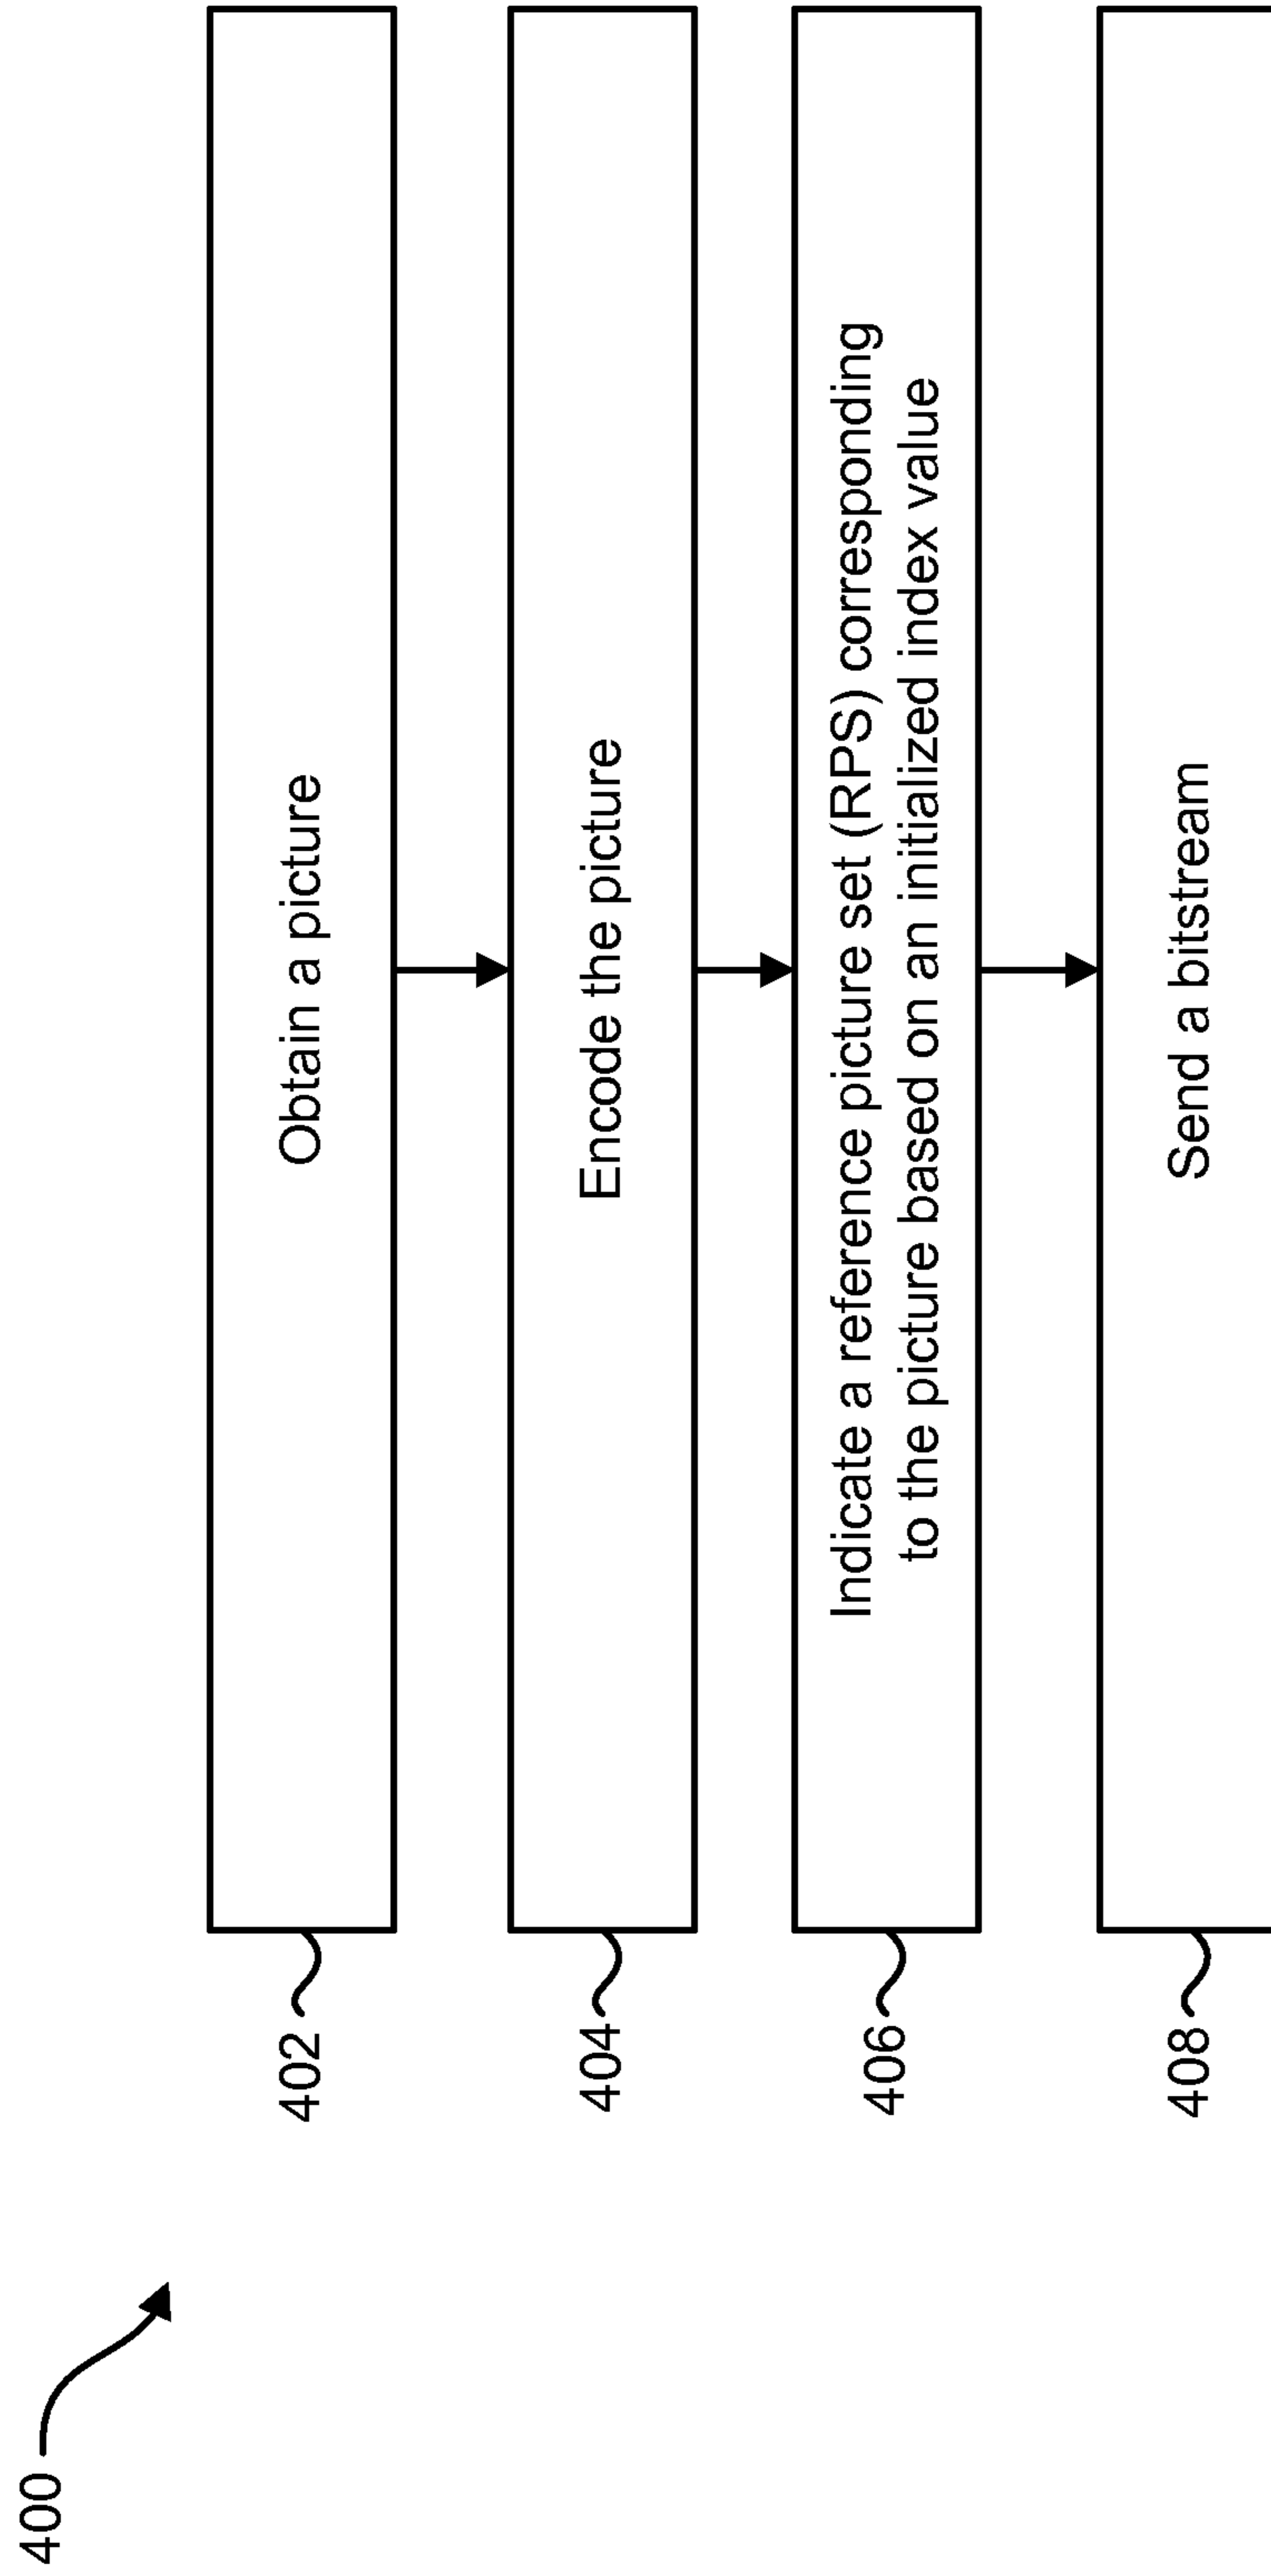 400
402
Obtain a picture
404
Encode the picture
406
Indicate a reference picture set (RPS) corresponding
to the picture based on an initialized index value
408
Send a bitstream